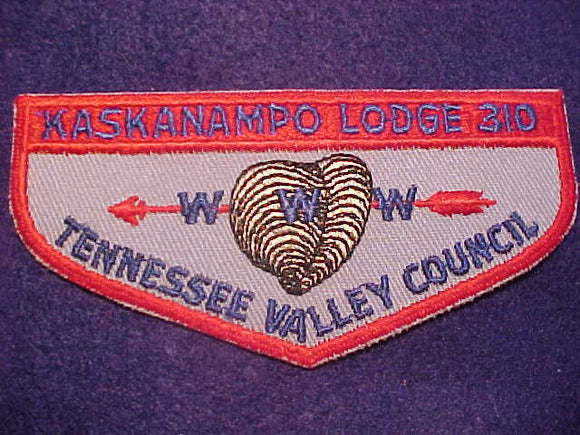 KASKANAMPO LODGE 310
W W W
TENNESSEE VALLEY COUNCIL